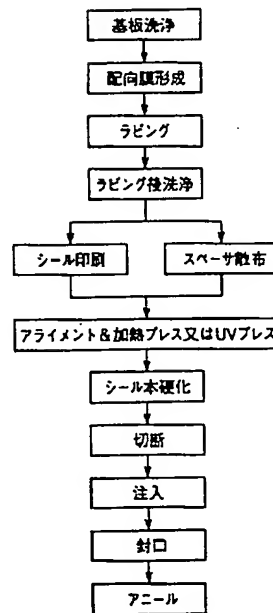 基板洗浄
配向膜形成
ラビング
ラビング後洗浄
シール印刷
スペーサ散布
アライメント&加熱プレス又はUVプレス
シール本硬化
切断
注入
封口
アニール